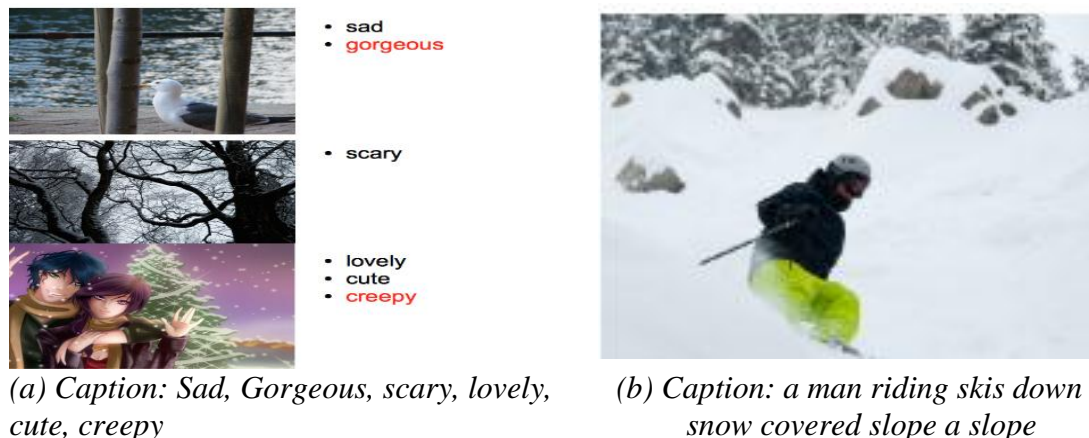 • sad
• gorgeous
• scary
• lovely
• cute
• creepy
(a) Caption: Sad, Gorgeous, scary, lovely,
cute, creepy
(b) Caption: a man riding skis down
snow covered slope a slope